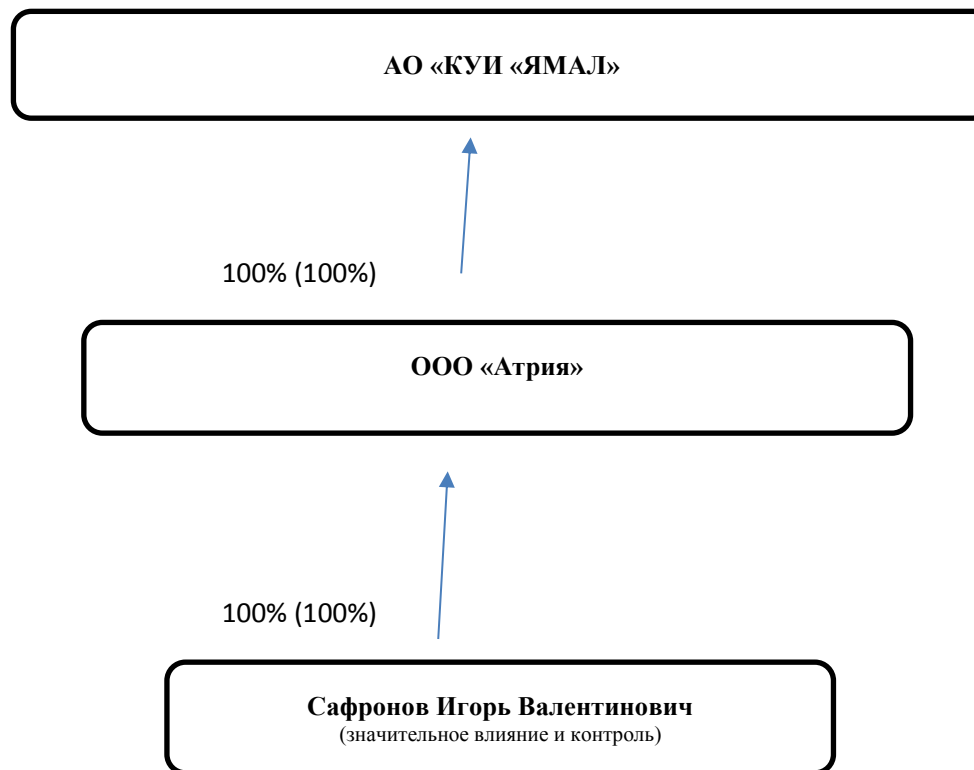 АО «КУИ «ЯМАЛ»
100% (100%)
ООО «Атрия»
100% (100%)
Сафронов Игорь Валентинович
(значительное влияние и контроль)